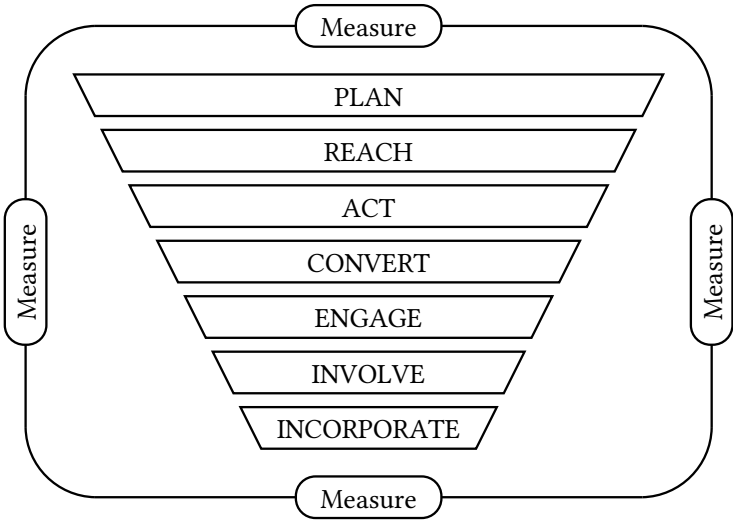 Measure
PLAN
REACH
ACT
CONVERT
ENGAGE
INVOLVE
INCORPORATE
Measure
Measure
Measure